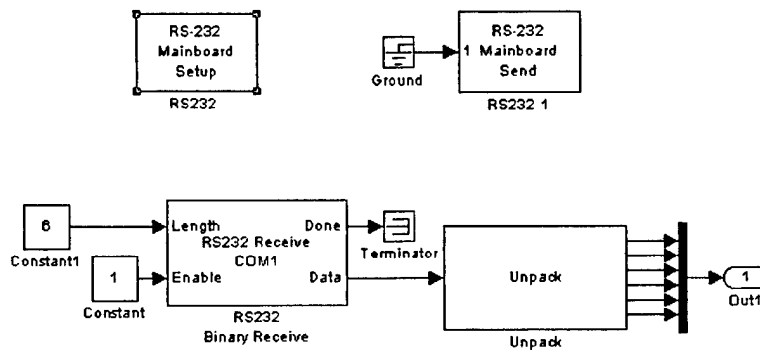 RS-232
Mainboard
Setup
RS232
Ground
1
RS-232
Mainboard
Send
RS232 1
6
Constant1
1
Constant
Length
Done
RS232 Receive
COM1
Enable
Data
RS232
Binary Receive
Terminator
Unpack
Unpack
1
Out1